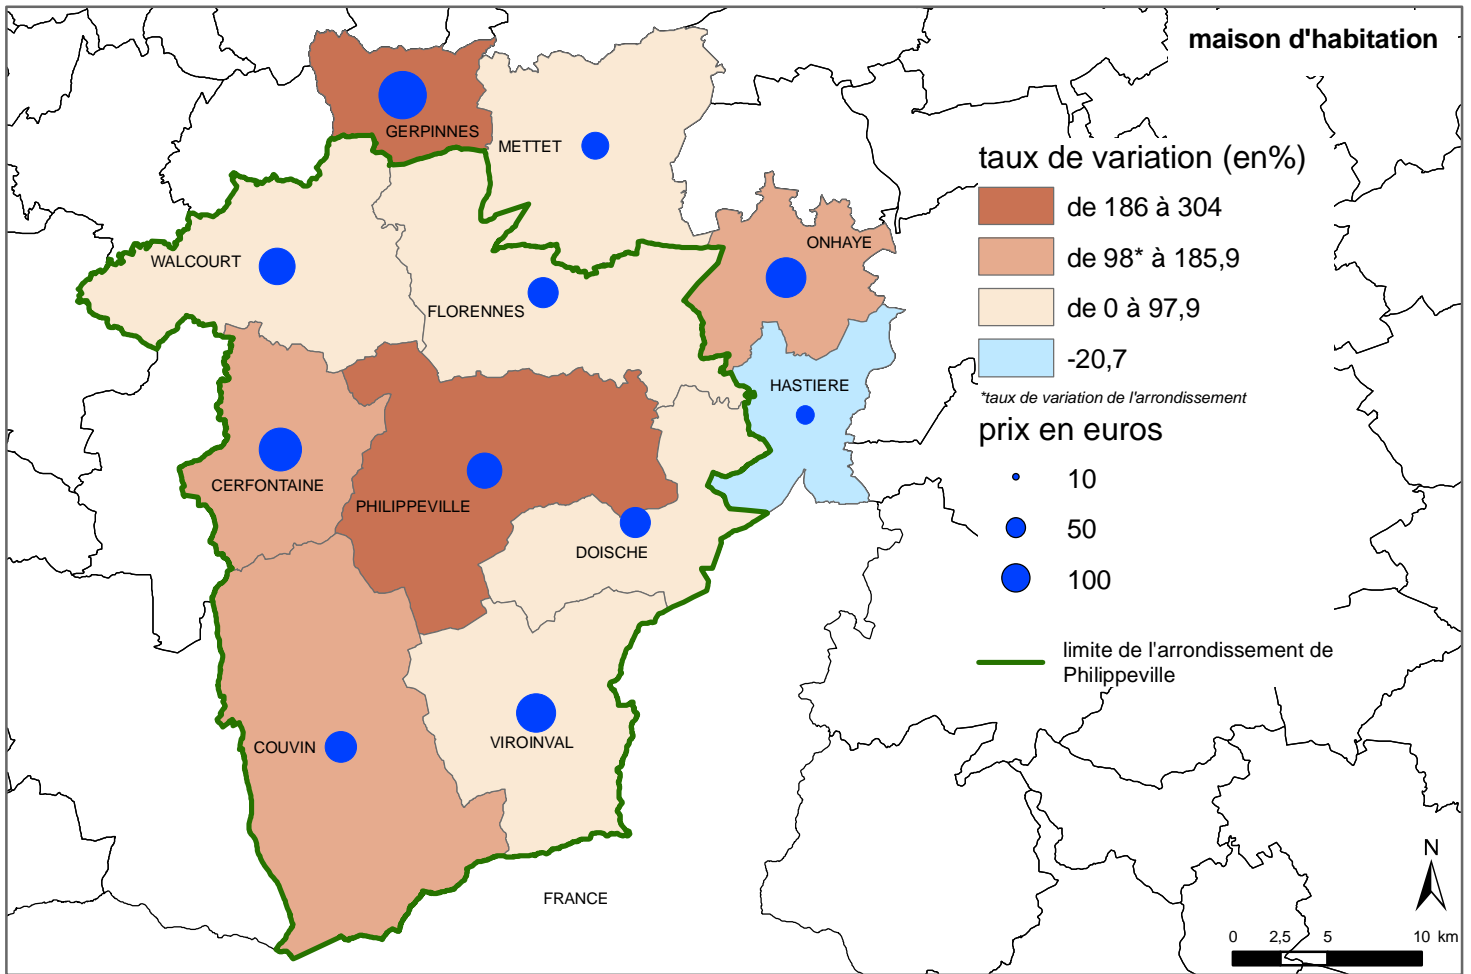 maison d'habitation
GERPINNES
METTET
WALCOURT
FLORENNES
ONHAYE
HASTIERE
CERFONTAINE
PHILIPPEVILLE
DOISCHE
COUVIN
VIROINVAL
FRANCE
taux de variation (en%)
de 186 à 304
de 98* à 185,9
de 0 à 97,9
-20,7
*taux de variation de l'arrondissement
prix en euros
10
50
100
limite de l'arrondissement de
Philippeville
N
0 2,5 5 10 km